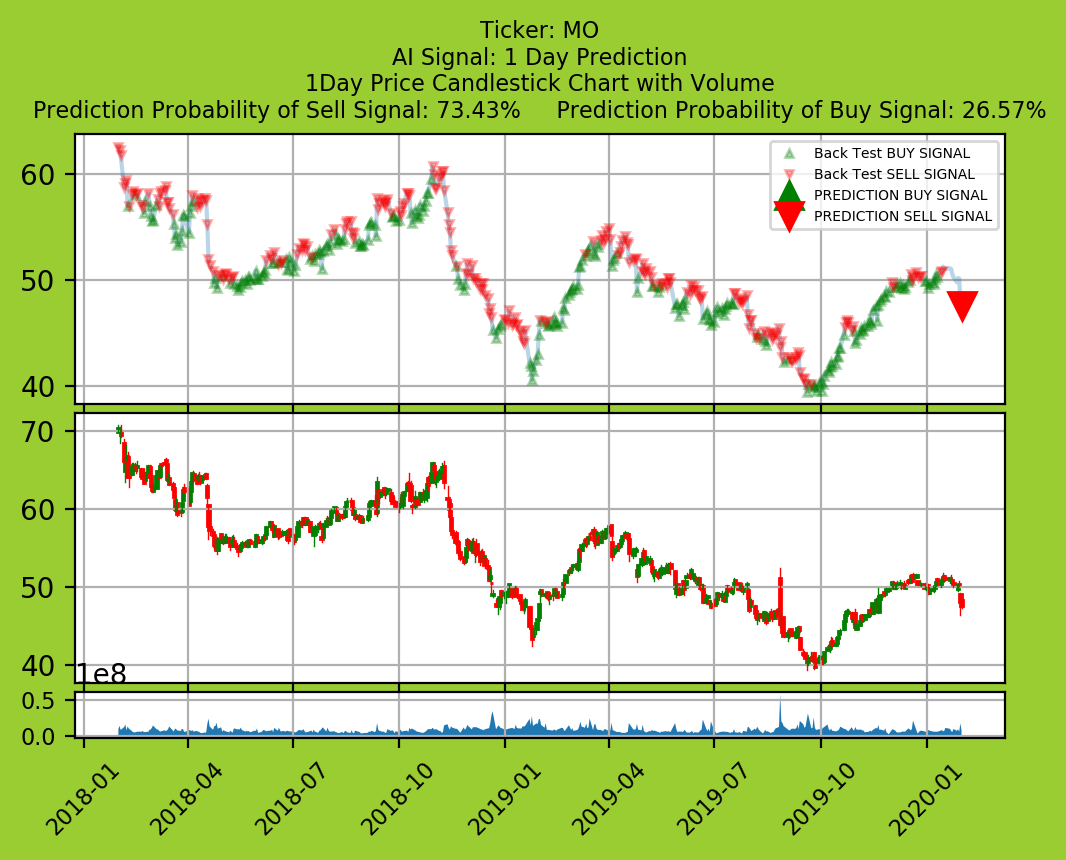 Ticker: MO
AI Signal: 1 Day Prediction
1Day Price Candlestick Chart with Volume
Prediction Probability of Sell Signal: 73.43% Prediction Probability of Buy Signal: 26.57%
Back Test BUY SIGNAL
Back Test SELL SIGNAL
PREDICTION BUY SIGNAL
PREDICTION SELL SIGNAL
60
50
40
70
60
50
40
1e8
0.5
0.0
2018-01 2018-04 2018-07 2018-10 2019-01 2019-04 2019-07 2019-10 2020-01